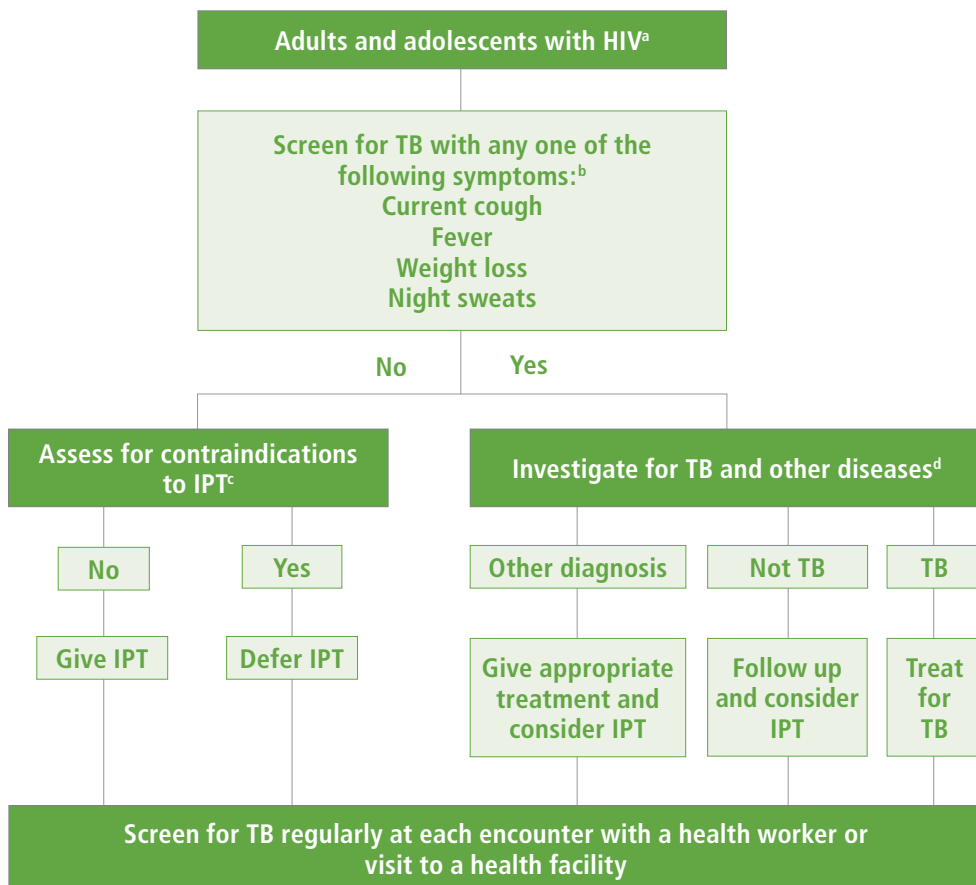 Adults and adolescents with HIVᵃ
Screen for TB with any one of the
following symptoms:ᵇ
Current cough
Fever
Weight loss
Night sweats
No
Yes
Assess for contraindications
to IPTᶜ
Investigate for TB and other diseasesᵈ
No
Yes
Other diagnosis
Not TB
TB
Give IPT
Defer IPT
Give appropriate
treatment and
consider IPT
Follow up
and consider
IPT
Treat
for
TB
Screen for TB regularly at each encounter with a health worker or
visit to a health facility